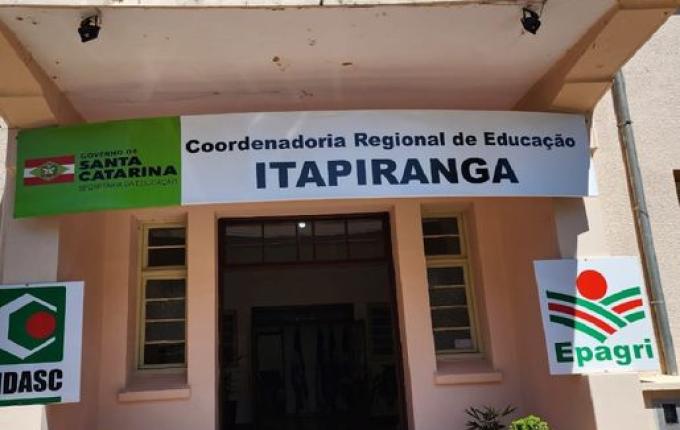 GOVERNO DE
SANTA
CATARINA
SECRETARIA DA EDUCAÇÃO
Coordenadoria Regional de Educação
ITAPIRANGA
IDASC
Epagri